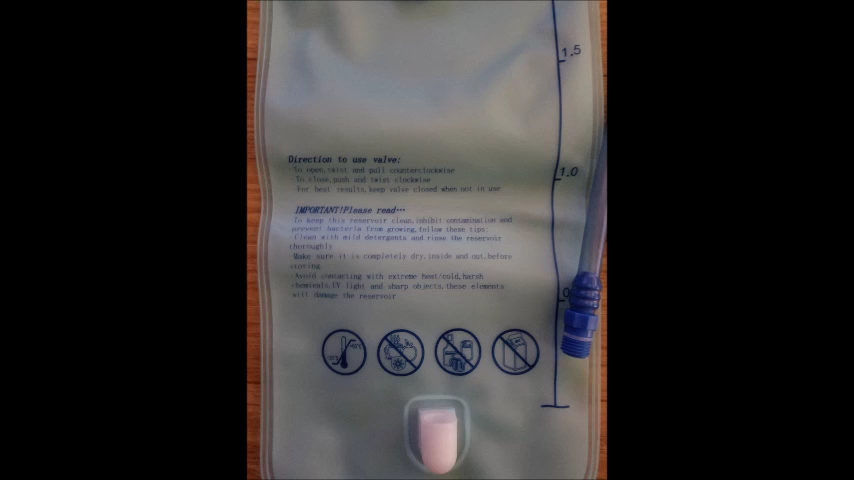 1.5
Direction to use valve:
·To open,twist and pull counterclockwise
·To close,push and twist clockwise
·For best results,keep valve closed when not in use
1.0
IMPORTANT!Please read…
To keep this reservoir clean,inhibit contamination and
prevent bacteria from growing,follow these tips:
·Clean with mild detergants and rinse the reservoir
thoroughly
·Make sure it is completely dry,inside and out,before
storing
·Avoid contacting with extreme heat/cold,harsh
chemicals,UV light and sharp objects,these elements
will damage the reservoir
0